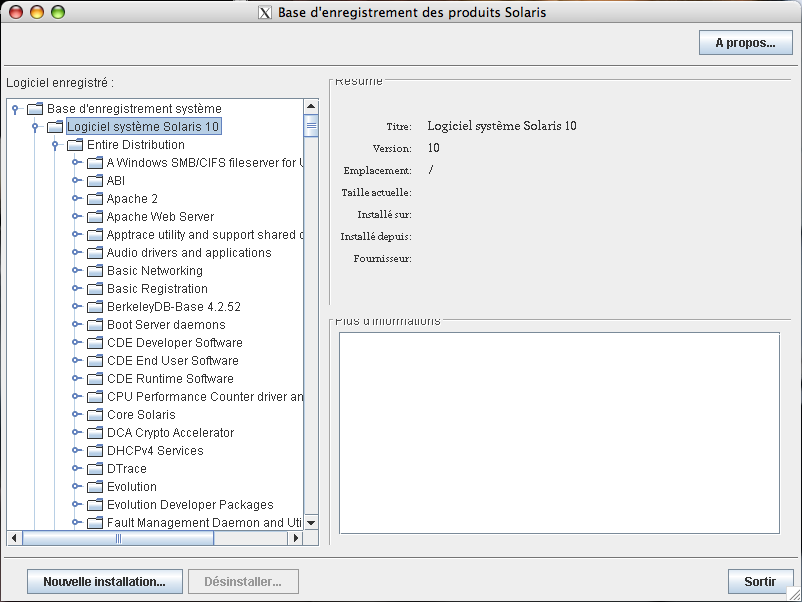 Base d'enregistrement des produits Solaris
A propos...
Logiciel enregistré :
Base d'enregistrement système
Logiciel système Solaris 10
Entire Distribution
A Windows SMB/CIFS fileserver for
ABI
Apache 2
Apache Web Server
Apptrace utility and support shared
Audio drivers and applications
Basic Networking
Basic Registration
BerkeleyDB-Base 4.2.52
Boot Server daemons
CDE Developer Software
CDE End User Software
CDE Runtime Software
CPU Performance Counter driver an
Core Solaris
DCA Crypto Accelerator
DHCPv4 Services
DTrace
Evolution
Evolution Developer Packages
Fault Management Daemon and Uti
Résumé
Titre: Logiciel système Solaris 10
Version: 10
Emplacement: /
Taille actuelle:
Installé sur:
Installé depuis:
Fournisseur:
Plus d'informations
Nouvelle installation...
Désinstaller...
Sortir